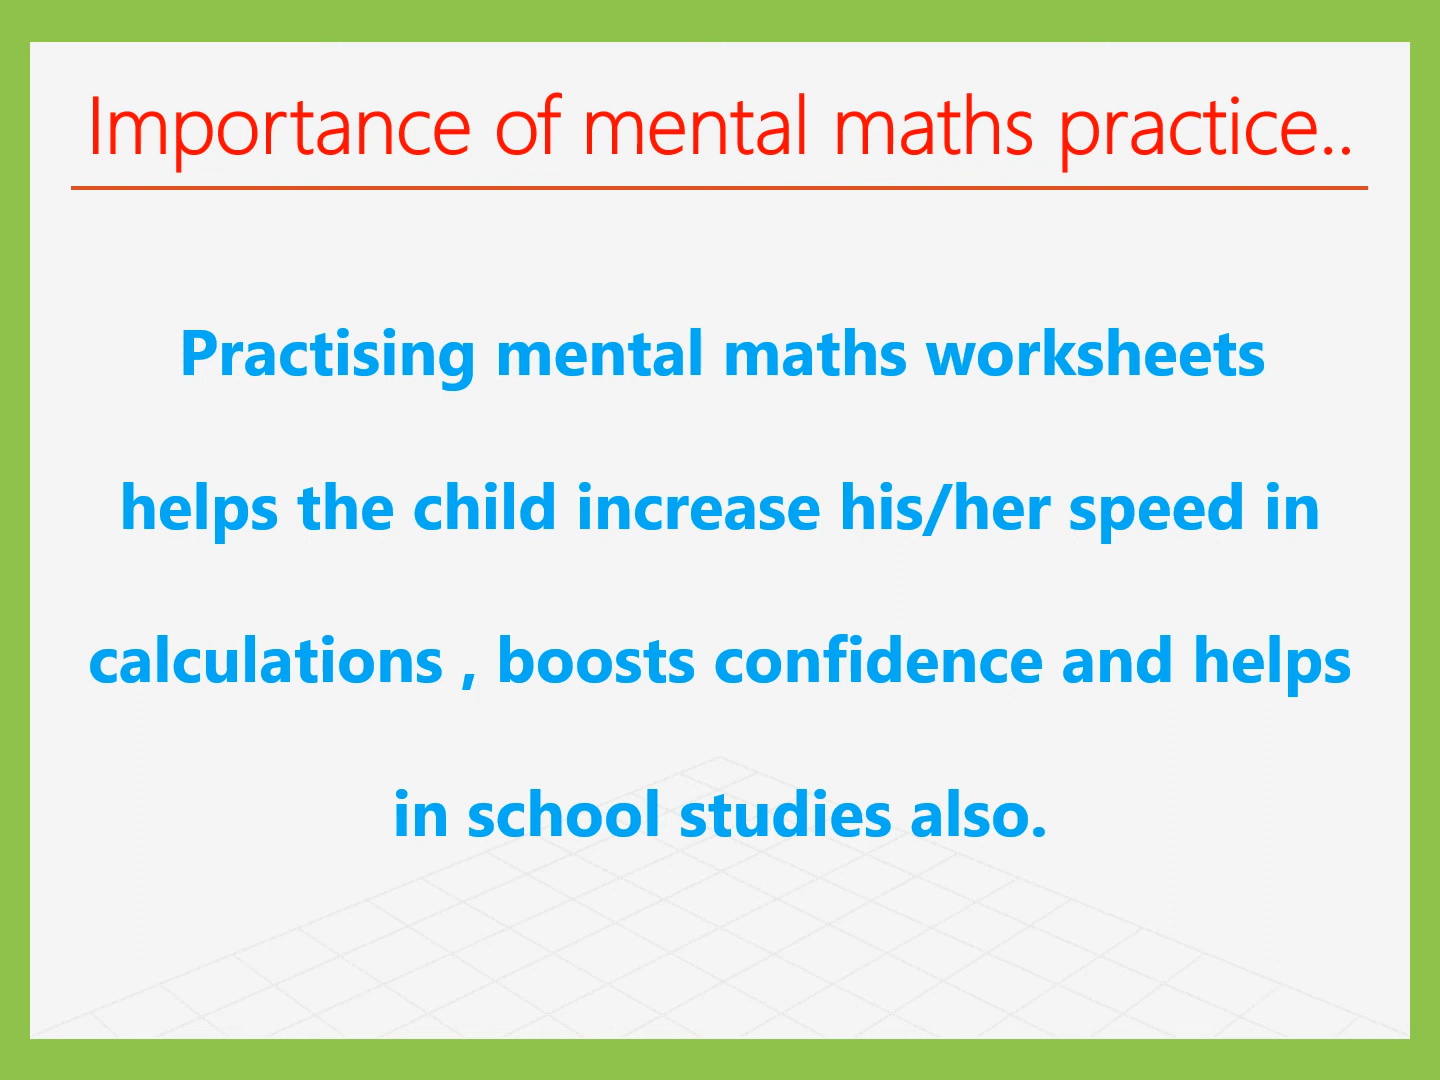 Importance of mental maths practice..
Practising mental maths worksheets
helps the child increase his/her speed in
calculations , boosts confidence and helps
in school studies also.